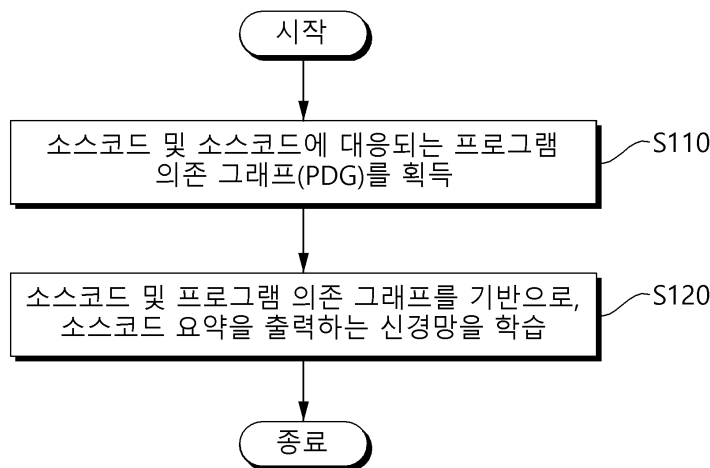 시작
소스코드 및 소스코드에 대응되는 프로그램
의존 그래프(PDG)를 획득
S110
소스코드 및 프로그램 의존 그래프를 기반으로,
소스코드 요약을 출력하는 신경망을 학습
S120
종료